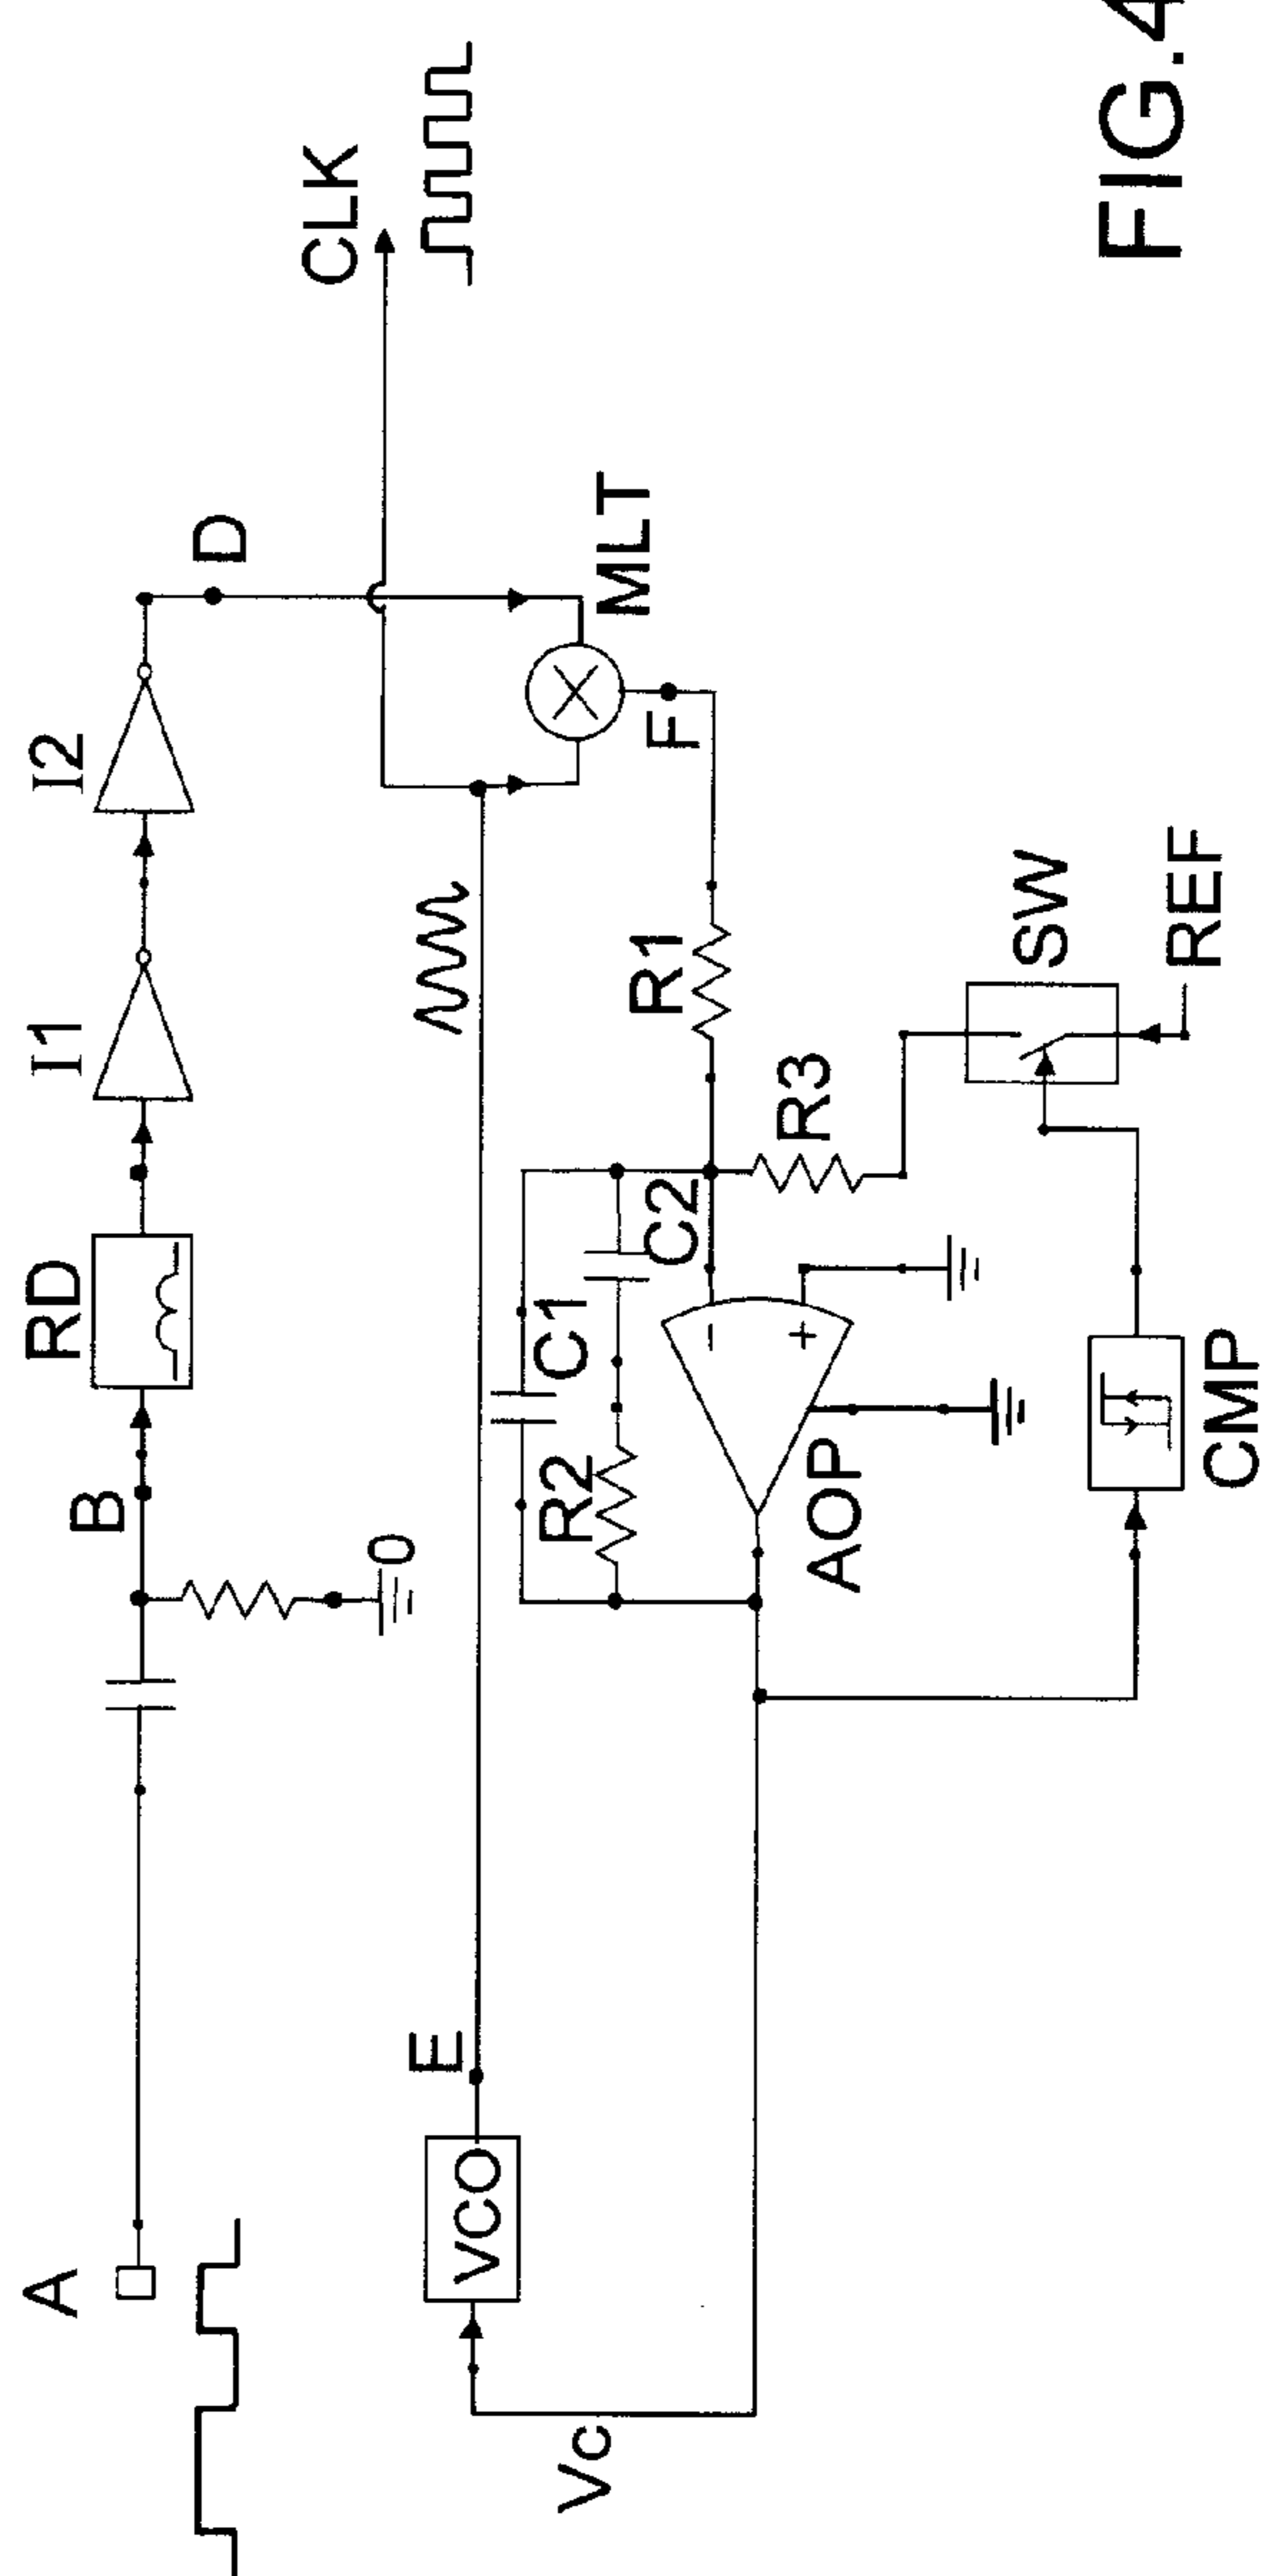 A
B
RD
I1
I2
D
0
CLK
VCO
E
MLT
F
Vc
C1
R2
C2
R1
AOP
-
+
R3
SW
REF
CMP
FIG.4